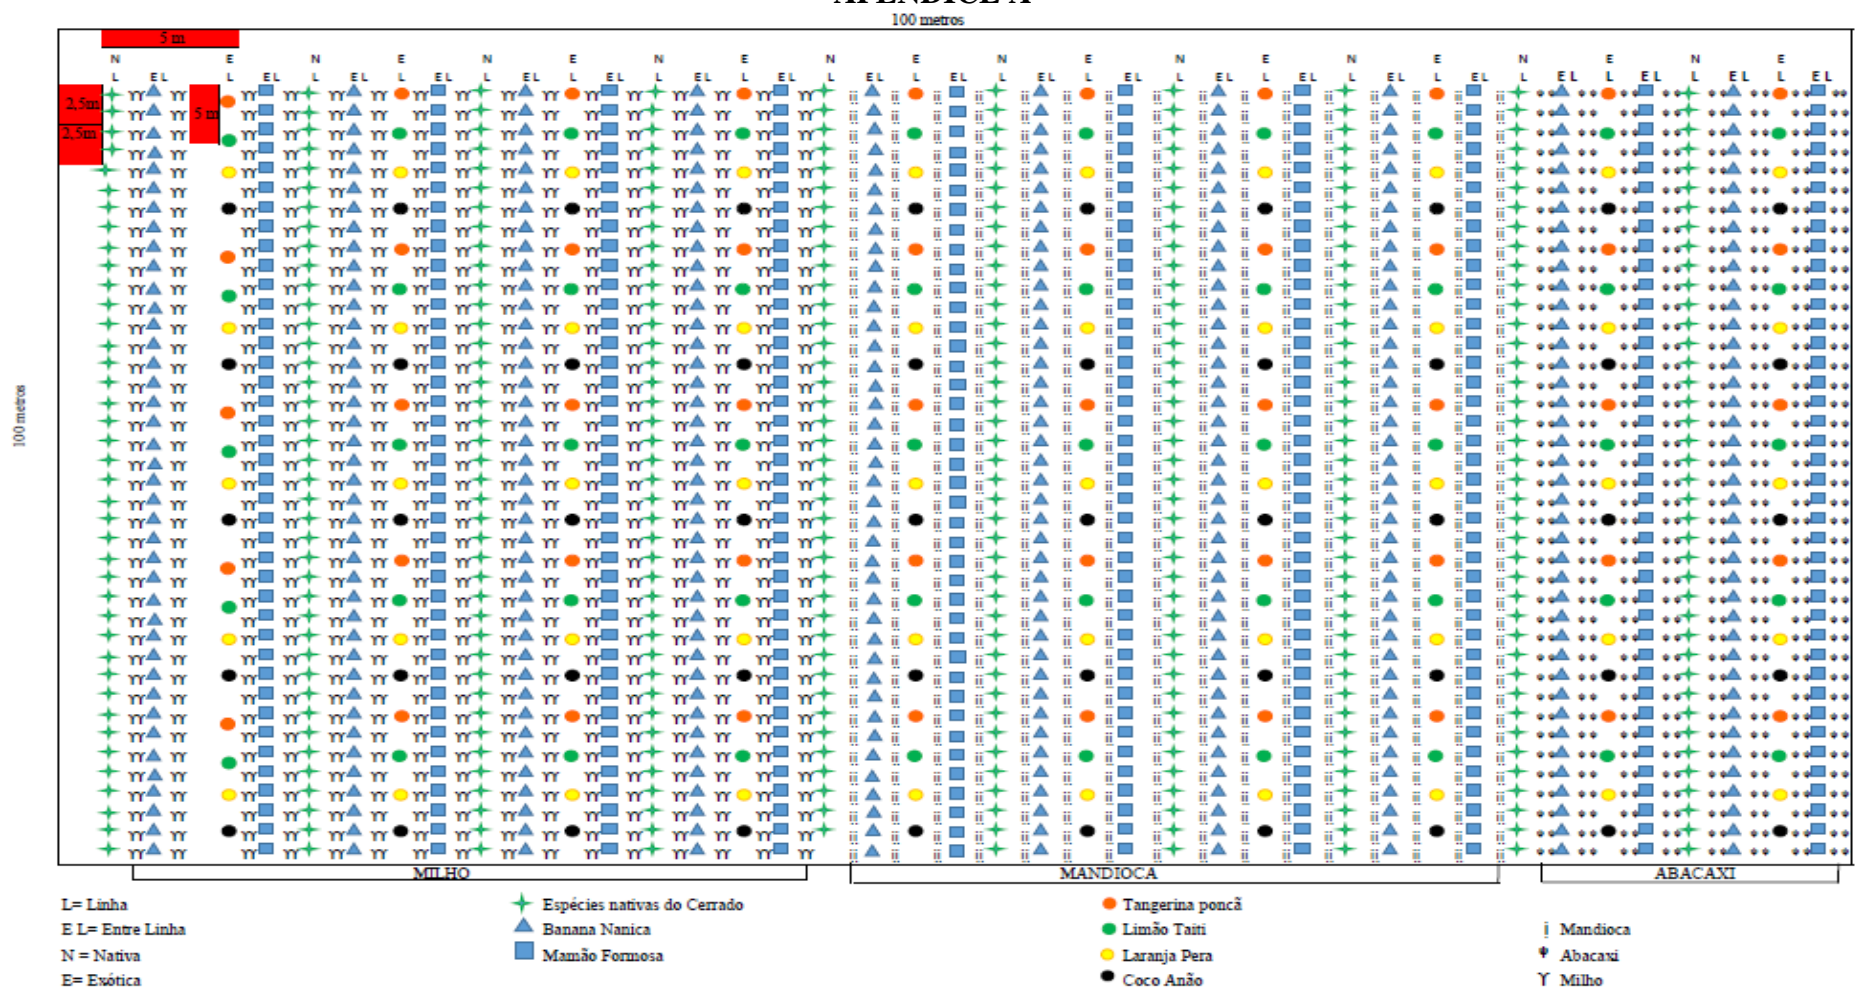 APÊNDICE A
100 metros
5 m
N E N E N E N E N E N E N E N E N E N E
L E L L E L L E L L E L L E L L E L L E L L E L L E L L E L L E L L E L L E L L E L L E L L E L L E L L E L L E L L E L
2,5m
5 m
2,5m
100 metros
MILHO MANDIOCA ABACAXI
L= Linha Espécies nativas do Cerrado Tangerina poncã
E L= Entre Linha Banana Nanica Limão Taiti Mandioca
N = Nativa Mamão Formosa Laranja Pera Abacaxi
E= Exótica Coco Anão Milho